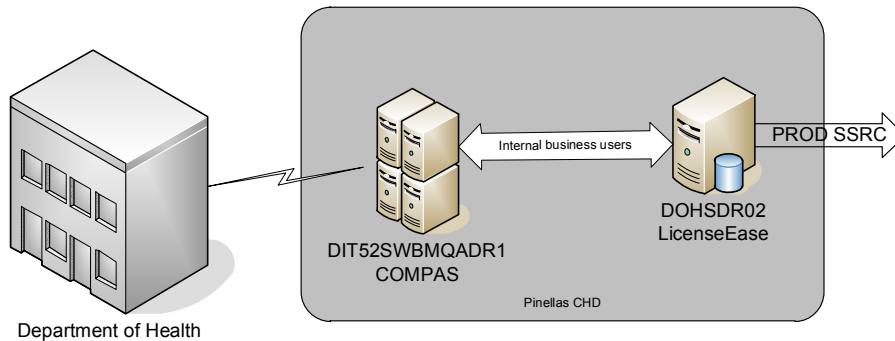 Department of Health
DIT52SWBMQADR1
COMPAS
Internal business users
DOHSDR02
LicenseEase
PROD SSRC
Pinellas CHD